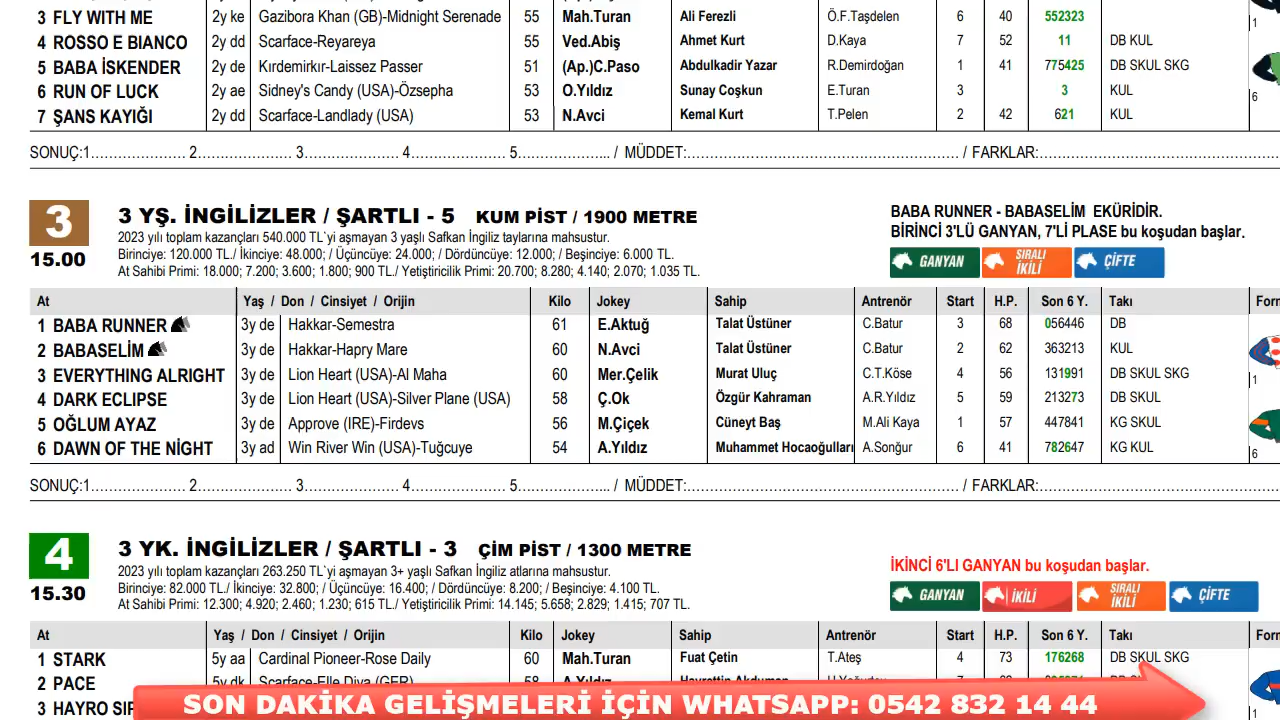 3 FLY WITH ME 2y ke Gazibora Khan (GB)-Midnight Serenade 55 Mah.Turan Ali Ferezli Ö.F.Taşdelen 6 40 552323
4 ROSSO E BIANCO 2y dd Scarface-Reyareya 55 Ved.Abiş Ahmet Kurt D.Kaya 7 52 11 DB KUL
5 BABA İSKENDER 2y de Kırdemirkır-Laissez Passer 51 (Ap.)C.Paso Abdulkadir Yazar R.Demirdoğan 1 41 775425 DB SKUL SKG
6 RUN OF LUCK 2y ae Sidney's Candy (USA)-Özsepha 53 O.Yıldız Sunay Coşkun E.Turan 3 3 KUL
7 ŞANS KAYIĞI 2y dd Scarface-Landlady (USA) 53 N.Avci Kemal Kurt T.Pelen 2 42 621 KUL
1
6
SONUÇ:1..................... 2..................... 3..................... 4..................... 5..................... / MÜDDET:............................................................ / FARKLAR:............................................................
3
15.00
3 YŞ. İNGİLİZLER / ŞARTLI - 5 KUM PİST / 1900 METRE
2023 yılı toplam kazançları 540.000 TL`yi aşmayan 3 yaşlı Safkan İngiliz taylarına mahsustur.
Birinciye: 120.000 TL./ İkinciye: 48.000; / Üçüncüye: 24.000; / Dördüncüye: 12.000; / Beşinciye: 6.000 TL.
At Sahibi Primi: 18.000; 7.200; 3.600; 1.800; 900 TL./ Yetiştiricilik Primi: 20.700; 8.280; 4.140; 2.070; 1.035 TL.
BABA RUNNER - BABASELİM EKÜRİDİR.
BİRİNCİ 3'LÜ GANYAN, 7'Lİ PLASE bu koşudan başlar.
GANYAN SIRALI İKİLİ ÇİFTE
At Yaş / Don / Cinsiyet / Orijin Kilo Jokey Sahip Antrenör Start H.P. Son 6 Y. Takı Form
1 BABA RUNNER 3y de Hakkar-Semestra 61 E.Aktuğ Talat Üstüner C.Batur 3 68 056446 DB
2 BABASELİM 3y de Hakkar-Hapry Mare 60 N.Avci Talat Üstüner C.Batur 2 62 363213 KUL
3 EVERYTHING ALRIGHT 3y de Lion Heart (USA)-Al Maha 60 Mer.Çelik Murat Uluç C.T.Köse 4 56 131991 DB SKUL SKG
4 DARK ECLIPSE 3y de Lion Heart (USA)-Silver Plane (USA) 58 Ç.Ok Özgür Kahraman A.R.Yıldız 5 59 213273 DB SKUL
5 OĞLUM AYAZ 3y de Approve (IRE)-Firdevs 56 M.Çiçek Cüneyt Baş M.Ali Kaya 1 57 447841 KG SKUL
6 DAWN OF THE NİGHT 3y ad Win River Win (USA)-Tuğcuye 54 A.Yıldız Muhammet Hocaoğulları A.Sonğur 6 41 782647 KG KUL
1
6
SONUÇ:1..................... 2..................... 3..................... 4..................... 5..................... / MÜDDET:............................................................ / FARKLAR:............................................................
4
15.30
3 YK. İNGİLİZLER / ŞARTLI - 3 ÇİM PİST / 1300 METRE
2023 yılı toplam kazançları 263.250 TL`yi aşmayan 3+ yaşlı Safkan İngiliz atlarına mahsustur.
Birinciye: 82.000 TL./ İkinciye: 32.800; / Üçüncüye: 16.400; / Dördüncüye: 8.200; / Beşinciye: 4.100 TL.
At Sahibi Primi: 12.300; 4.920; 2.460; 1.230; 615 TL./ Yetiştiricilik Primi: 14.145; 5.658; 2.829; 1.415; 707 TL.
İKİNCİ 6'LI GANYAN bu koşudan başlar.
GANYAN İKİLİ SIRALI İKİLİ ÇİFTE
At Yaş / Don / Cinsiyet / Orijin Kilo Jokey Sahip Antrenör Start H.P. Son 6 Y. Takı Form
1 STARK 5y aa Cardinal Pioneer-Rose Daily 60 Mah.Turan Fuat Çetin T.Ateş 4 73 176268 DB SKUL SKG
2 PACE 5y dk Scarface-Elle Diva (GER) 58 A.Yıldız Hayrettin Akduman
3 HAYRO
1
SON DAKİKA GELİŞMELERİ İÇİN WHATSAPP: 0542 832 14 44